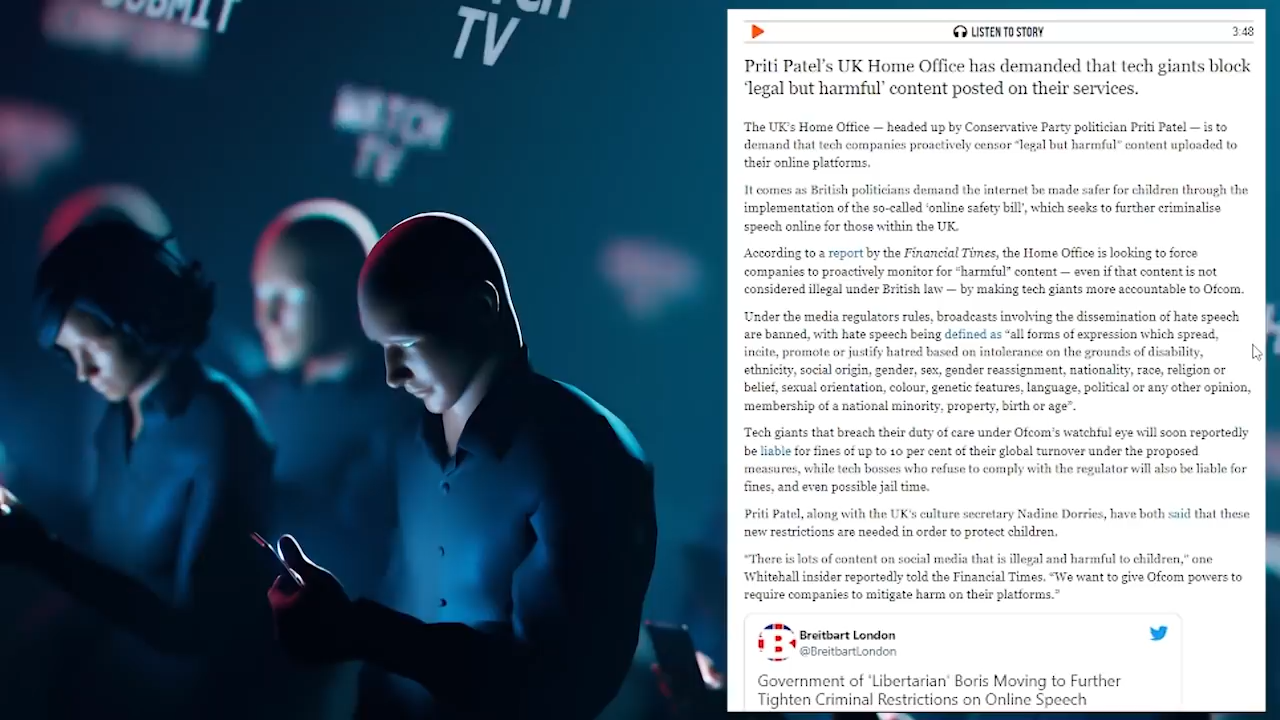 SUBMIT
TV
WATCH
TV
LISTEN TO STORY
3:48
Priti Patel’s UK Home Office has demanded that tech giants block
‘legal but harmful’ content posted on their services.
The UK’s Home Office — headed up by Conservative Party politician Priti Patel — is to
demand that tech companies proactively censor “legal but harmful” content uploaded to
their online platforms.
It comes as British politicians demand the internet be made safer for children through the
implementation of the so-called ‘online safety bill’, which seeks to further criminalise
speech online for those within the UK.
According to a report by the Financial Times, the Home Office is looking to force
companies to proactively monitor for “harmful” content — even if that content is not
considered illegal under British law — by making tech giants more accountable to Ofcom.
Under the media regulators rules, broadcasts involving the dissemination of hate speech
are banned, with hate speech being defined as “all forms of expression which spread,
incite, promote or justify hatred based on intolerance on the grounds of disability,
ethnicity, social origin, gender, sex, gender reassignment, nationality, race, religion or
belief, sexual orientation, colour, genetic features, language, political or any other opinion,
membership of a national minority, property, birth or age”.
Tech giants that breach their duty of care under Ofcom’s watchful eye will soon reportedly
be liable for fines of up to 10 per cent of their global turnover under the proposed
measures, while tech bosses who refuse to comply with the regulator will also be liable for
fines, and even possible jail time.
Priti Patel, along with the UK’s culture secretary Nadine Dorries, have both said that these
new restrictions are needed in order to protect children.
“There is lots of content on social media that is illegal and harmful to children,” one
Whitehall insider reportedly told the Financial Times. “We want to give Ofcom powers to
require companies to mitigate harm on their platforms.”
B
Breitbart London
@BreitbartLondon
Government of 'Libertarian' Boris Moving to Further
Tighten Criminal Restrictions on Online Speech